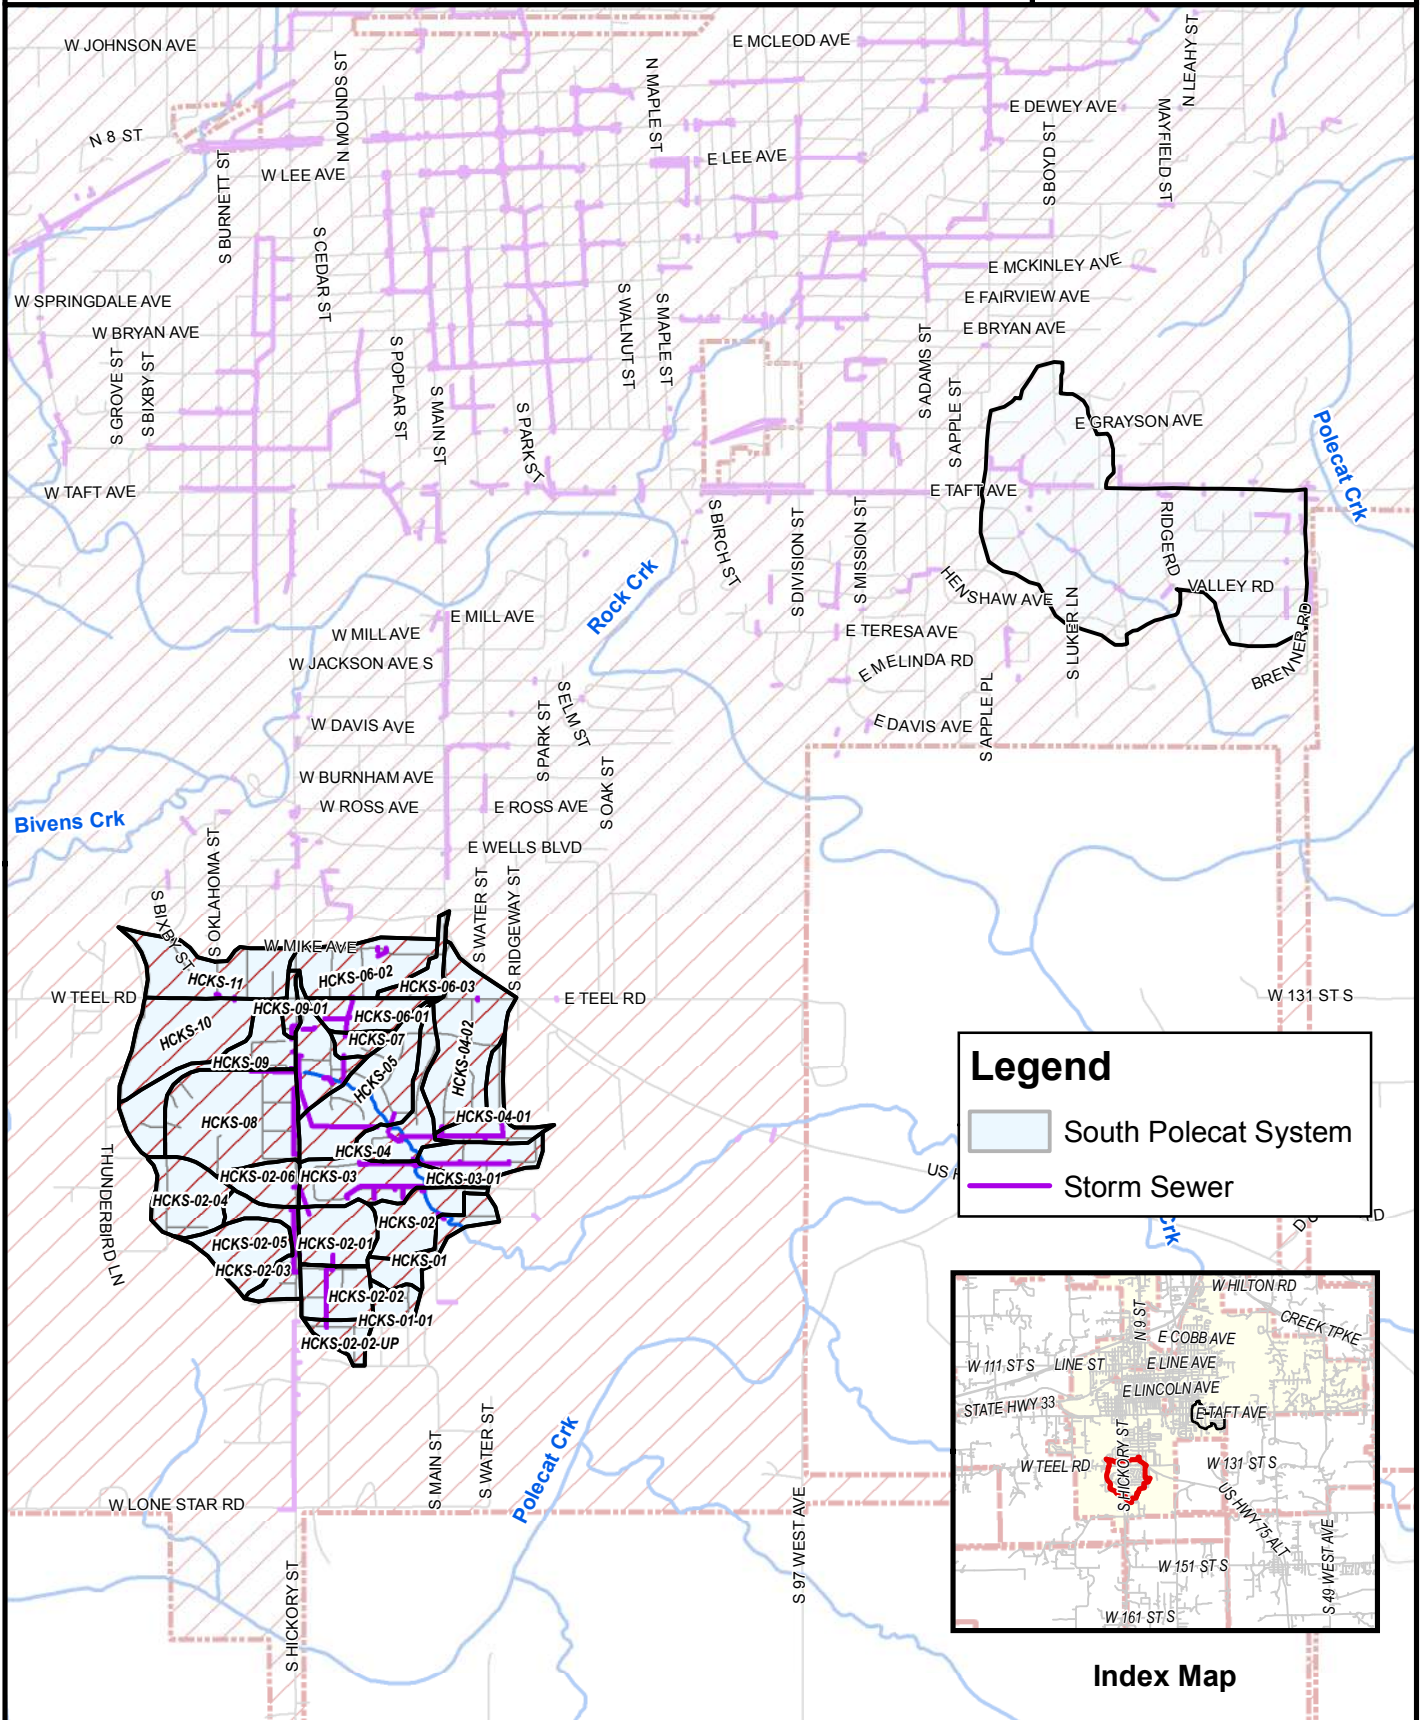 W JOHNSON AVE
E MCLEOD AVE
N LEAHY ST
N MOUNDS ST
N MAPLE ST
E DEWEY AVE
MAYFIELD ST
N 8 ST
S BOYD ST
W LEE AVE
E LEE AVE
S BURNETT ST
S CEDAR ST
E MCKINLEY AVE
W SPRINGDALE AVE
E FAIRVIEW AVE
W BRYAN AVE
E BRYAN AVE
S WALNUT ST
S MAPLE ST
S GROVE ST
S BIXBY ST
S POPLAR ST
S MAIN ST
S PARK ST
S ADAMS ST
S APPLE ST
E GRAYSON AVE
Polecat Crk
W TAFT AVE
E TAFT AVE
S BIRCH ST
S DIVISION ST
S MISSION ST
RIDGE RD
Rock Crk
HENSHAW AVE
VALLEY RD
S LUKER LN
E MILL AVE
W MILL AVE
E TERESA AVE
BRENNER RD
W JACKSON AVE S
E MELINDA RD
S ELM ST
S PARK ST
W DAVIS AVE
E DAVIS AVE
S APPLE PL
W BURNHAM AVE
S OAK ST
W ROSS AVE
E ROSS AVE
Bivens Crk
E WELLS BLVD
S OKLAHOMA ST
S BIXBY ST
S WATER ST
S RIDGEWAY ST
W MIKE AVE
HCKS-11
HCKS-06-02
HCKS-06-03
W TEEL RD
E TEEL RD
W 131 ST S
HCKS-09-01
HCKS-06-01
HCKS-10
HCKS-07
HCKS-04-02
HCKS-09
HCKS-05
HCKS-08
HCKS-04-01
HCKS-04
THUNDERBIRD LN
HCKS-02-06
HCKS-03
HCKS-03-01
HCKS-02-04
HCKS-02
HCKS-02-05
HCKS-02-01
HCKS-02-03
HCKS-01
HCKS-02-02
HCKS-01-01
HCKS-02-02-UP
Legend
South Polecat System
Storm Sewer
US
Crk
D
RD
S MAIN ST
S WATER ST
Polecat Crk
W LONE STAR RD
S 97 WEST AVE
S HICKORY ST
W HILTON RD
N 9 ST
CREEK TPKE
E COBB AVE
W 111 ST S
LINE ST
E LINE AVE
E LINCOLN AVE
STATE HWY 33
E TAFT AVE
S HICKORY ST
W TEEL RD
W 131 ST S
US HWY 75 ALT
S 49 WEST AVE
W 151 ST S
W 161 ST S
Index Map